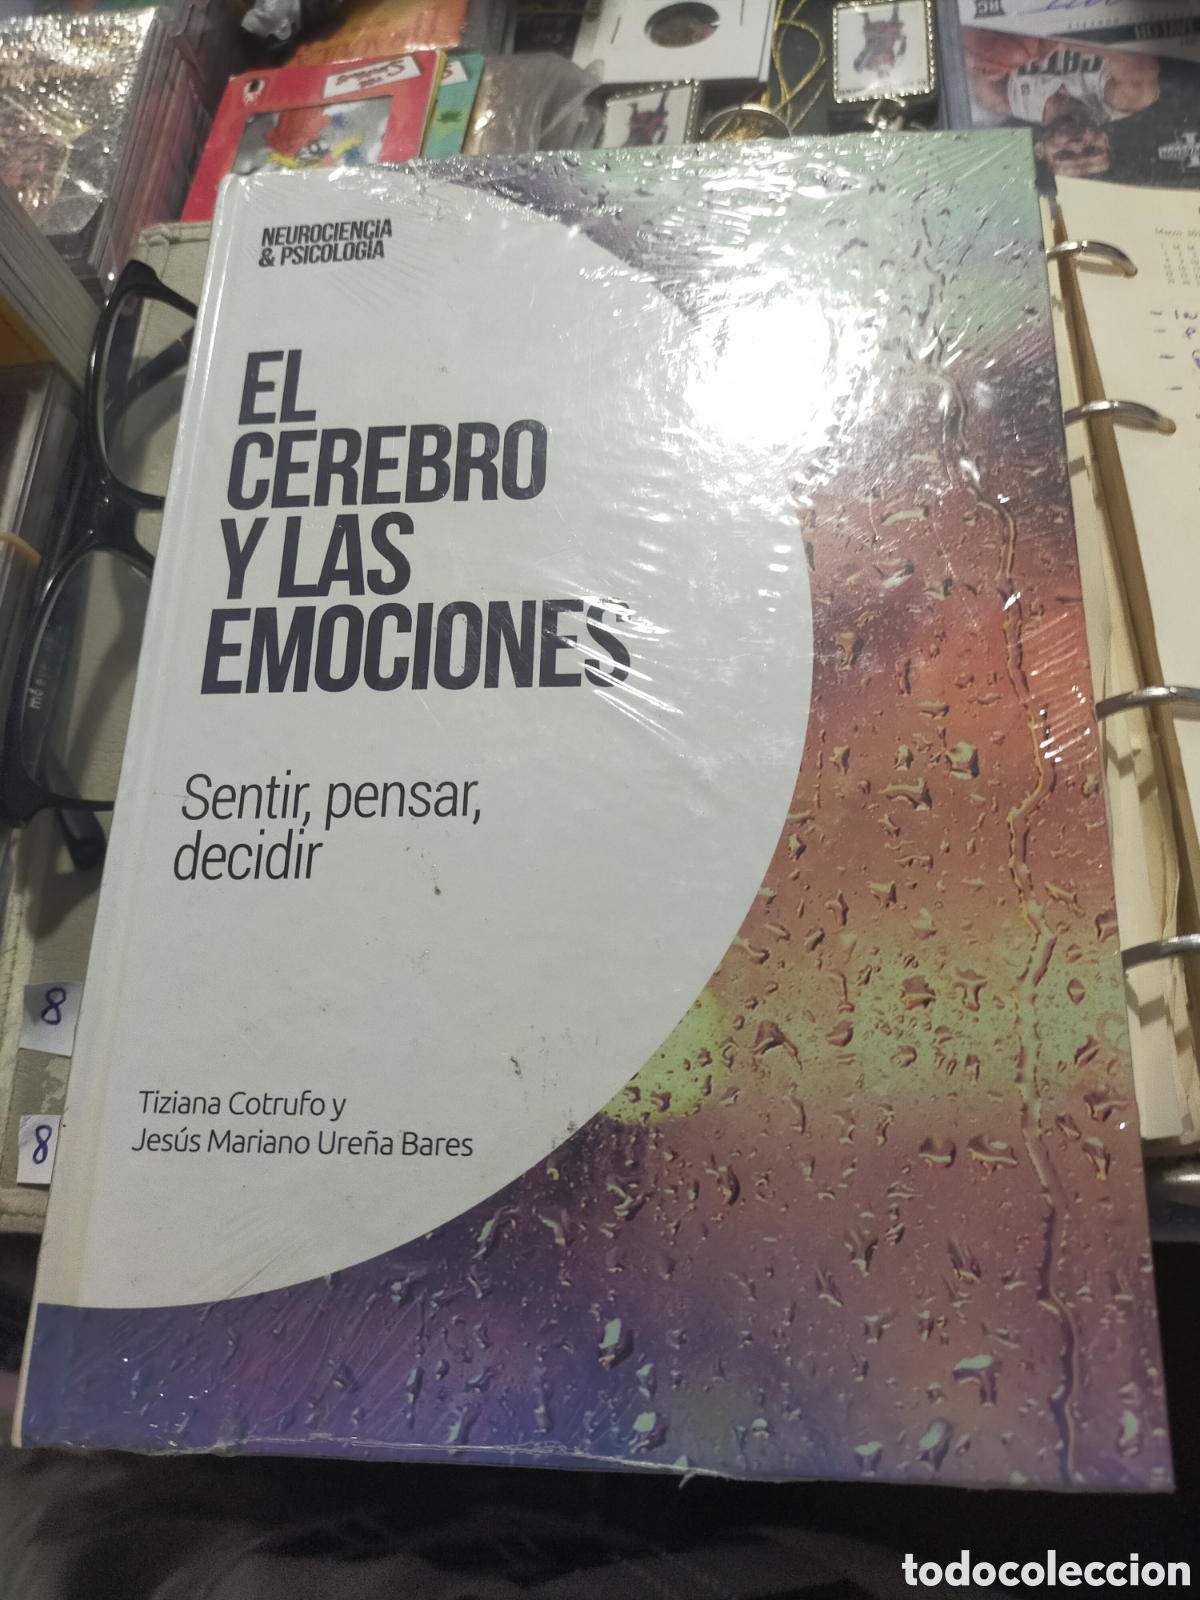 NEUROCIENCIA
& PSICOLOGÍA
EL
CEREBRO
Y LAS
EMOCIONES
Sentir, pensar,
decidir
Tiziana Cotrufo y
Jesús Mariano Ureña Bares
8
8
todocoleccion